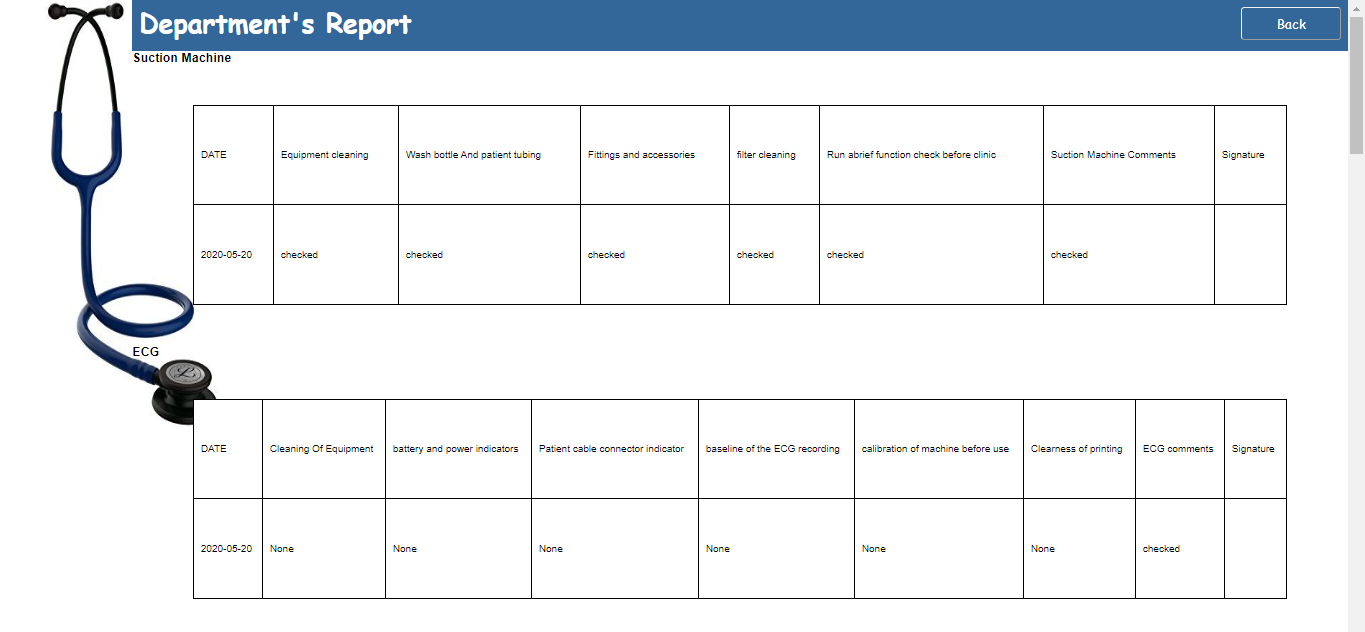 Department's Report
Back
Suction Machine
DATE Equipment cleaning Wash bottle And patient tubing Fittings and accessories filter cleaning Run abrief function check before clinic Suction Machine Comments Signature
2020-05-20 checked checked checked checked checked checked
ECG
DATE Cleaning Of Equipment battery and power indicators Patient cable connector indicator baseline of the ECG recording calibration of machine before use Clearness of printing ECG comments Signature
2020-05-20 None None None None None None checked